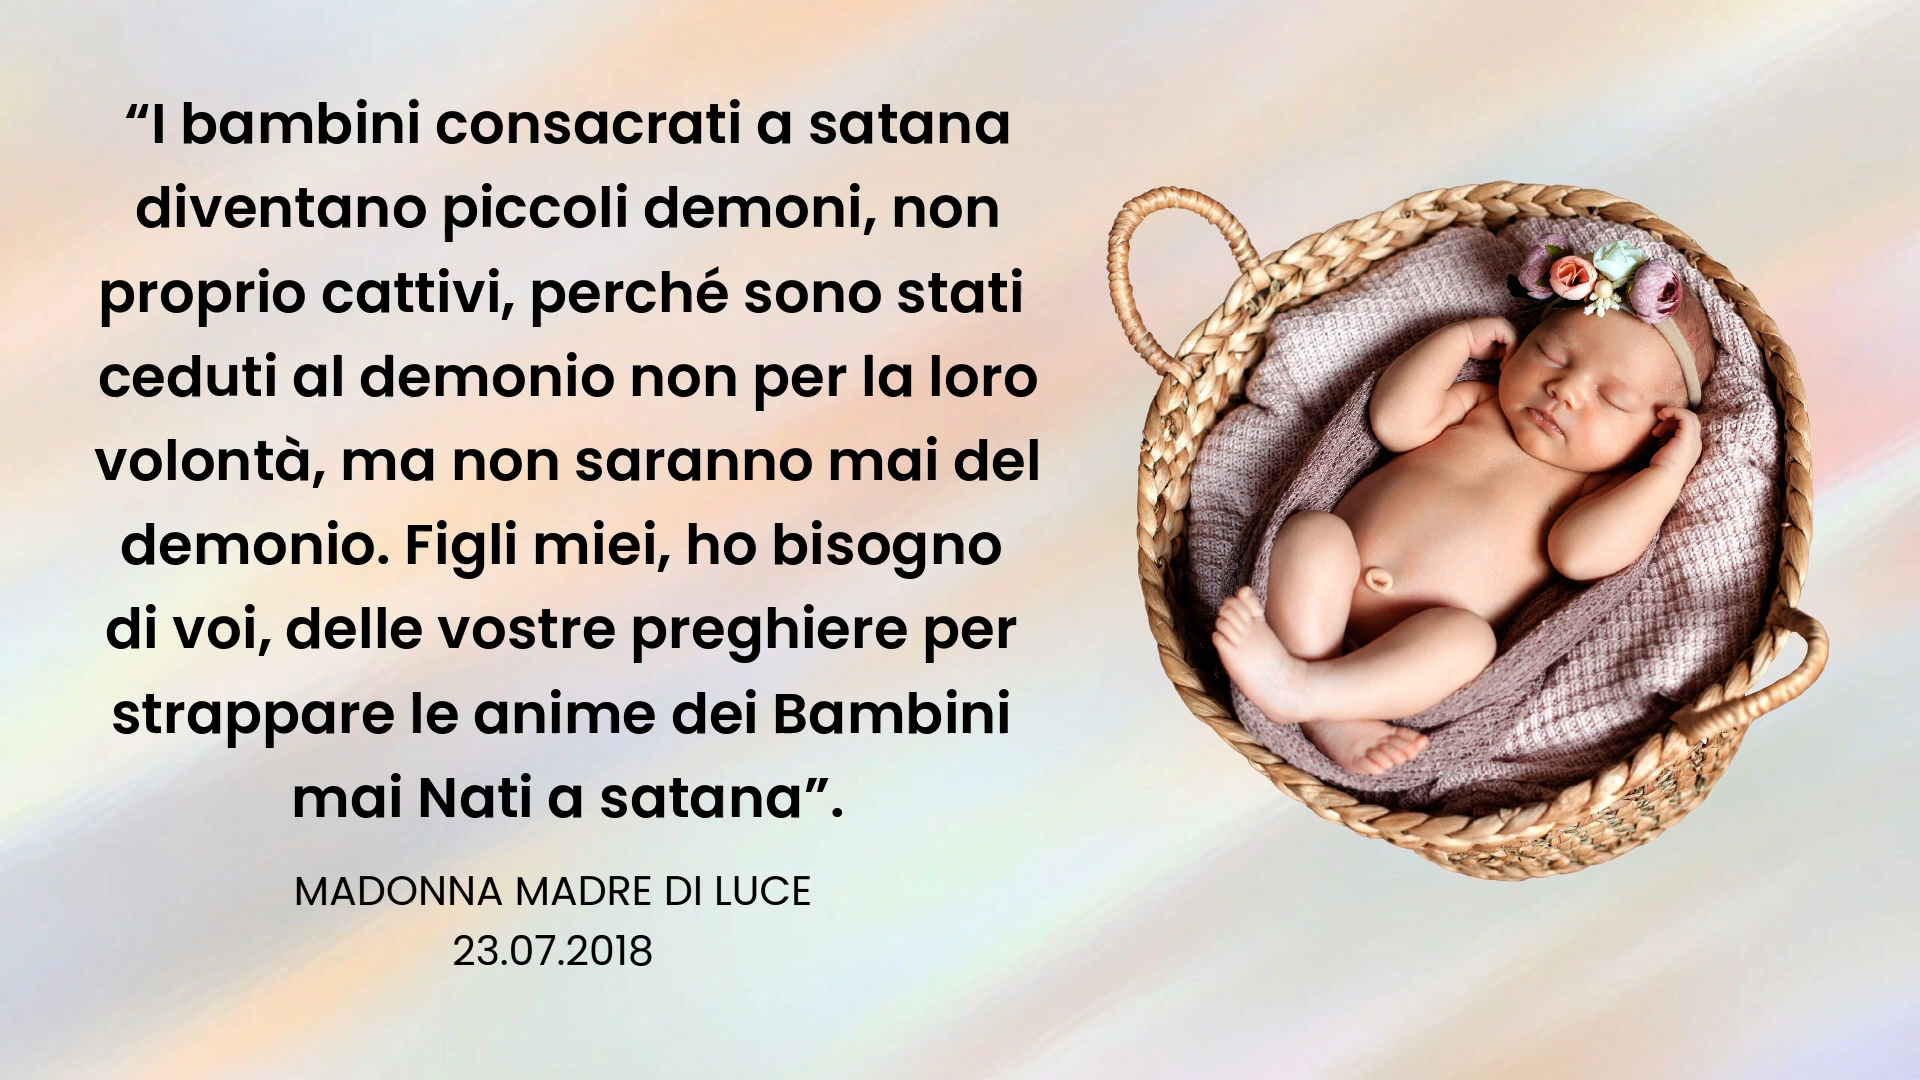 “I bambini consacrati a satana
diventano piccoli demoni, non
proprio cattivi, perché sono stati
ceduti al demonio non per la loro
volontà, ma non saranno mai del
demonio. Figli miei, ho bisogno
di voi, delle vostre preghiere per
strappare le anime dei Bambini
mai Nati a satana”.
MADONNA MADRE DI LUCE
23.07.2018